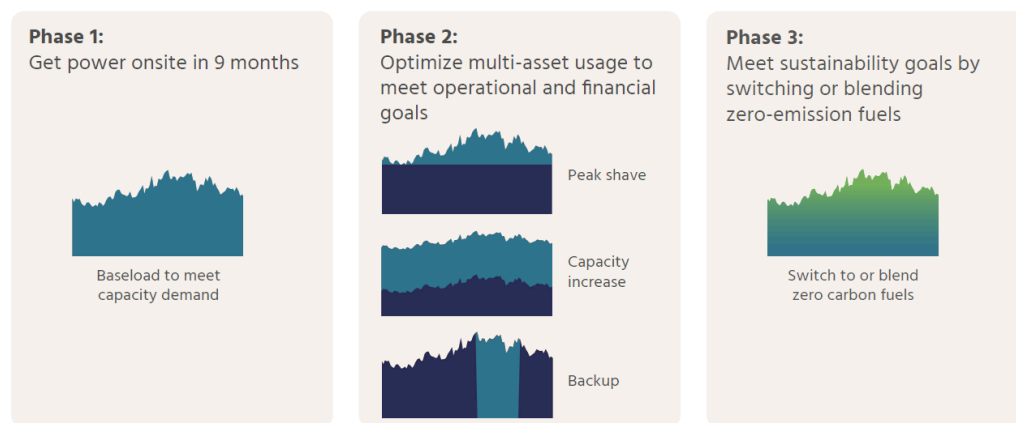 Phase 1:
Get power onsite in 9 months
Baseload to meet
capacity demand
Phase 2:
Optimize multi-asset usage to
meet operational and financial
goals
Peak shave
Capacity
increase
Backup
Phase 3:
Meet sustainability goals by
switching or blending
zero-emission fuels
Switch to or blend
zero carbon fuels